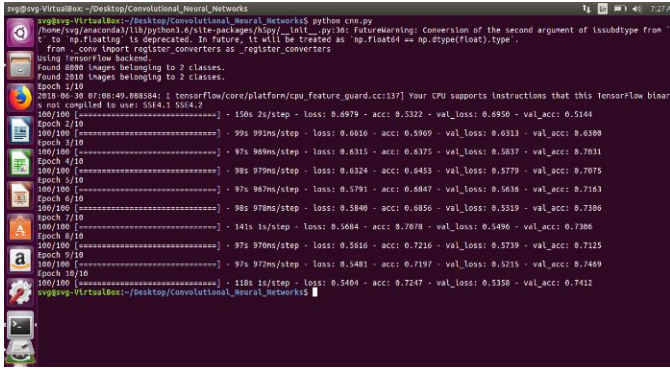 svg@svg-VirtualBox: ~/Desktop/Convolutional_Neural_Networks
En
7:27 A
svg@svg-VirtualBox:~/Desktop/Convolutional_Neural_Networks$ python cnn.py
/home/svg/anaconda3/lib/python3.6/site-packages/h5py/__init__.py:36: FutureWarning: Conversion of the second argument of issubdtype from `
t` to `np.floating` is deprecated. In future, it will be treated as `np.float64 == np.dtype(float).type`.
from ._conv import register_converters as _register_converters
Using TensorFlow backend.
Found 8000 images belonging to 2 classes.
Found 2010 images belonging to 2 classes.
Epoch 1/10
2018-06-30 07:08:49.088584: I tensorflow/core/platform/cpu_feature_guard.cc:137] Your CPU supports instructions that this TensorFlow binar
s not compiled to use: SSE4.1 SSE4.2
100/100 [==============================] - 150s 2s/step - loss: 0.6979 - acc: 0.5322 - val_loss: 0.6950 - val_acc: 0.5144
Epoch 2/10
100/100 [==============================] - 99s 991ms/step - loss: 0.6616 - acc: 0.5969 - val_loss: 0.6313 - val_acc: 0.6300
Epoch 3/10
100/100 [==============================] - 97s 969ms/step - loss: 0.6315 - acc: 0.6375 - val_loss: 0.5837 - val_acc: 0.7031
Epoch 4/10
100/100 [==============================] - 98s 979ms/step - loss: 0.6324 - acc: 0.6453 - val_loss: 0.5779 - val_acc: 0.7075
Epoch 5/10
100/100 [==============================] - 97s 967ms/step - loss: 0.5791 - acc: 0.6847 - val_loss: 0.5636 - val_acc: 0.7163
Epoch 6/10
100/100 [==============================] - 98s 978ms/step - loss: 0.5840 - acc: 0.6856 - val_loss: 0.5519 - val_acc: 0.7306
Epoch 7/10
100/100 [==============================] - 141s 1s/step - loss: 0.5684 - acc: 0.7078 - val_loss: 0.5496 - val_acc: 0.7306
Epoch 8/10
100/100 [==============================] - 97s 970ms/step - loss: 0.5616 - acc: 0.7216 - val_loss: 0.5739 - val_acc: 0.7125
Epoch 9/10
100/100 [==============================] - 97s 972ms/step - loss: 0.5481 - acc: 0.7197 - val_loss: 0.5215 - val_acc: 0.7469
Epoch 10/10
100/100 [==============================] - 118s 1s/step - loss: 0.5404 - acc: 0.7247 - val_loss: 0.5358 - val_acc: 0.7412
svg@svg-VirtualBox:~/Desktop/Convolutional_Neural_Networks$